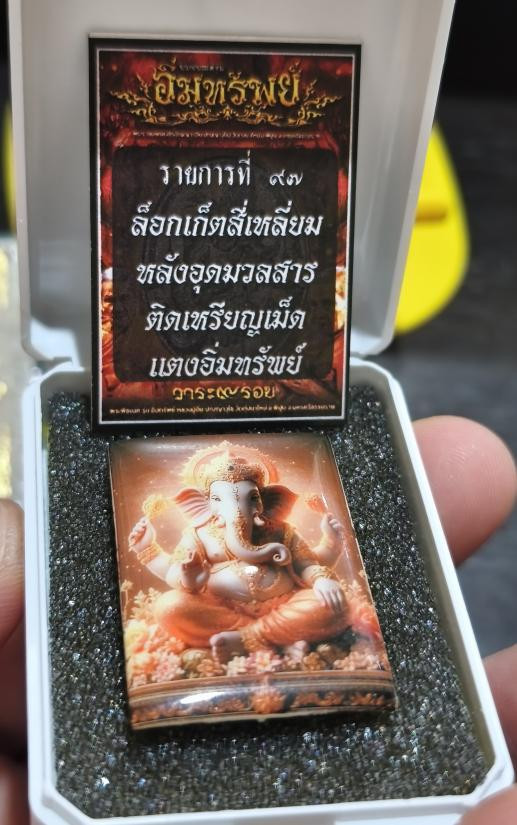 อิ่มทรัพย์
รายการที่ ๙๗
ล็อกเก็ตสี่เหลี่ยม
หลังอุดมวลสาร
ติดเหรียญเม็ด
แตงอิ่มทรัพย์
วาระ๙รอบ